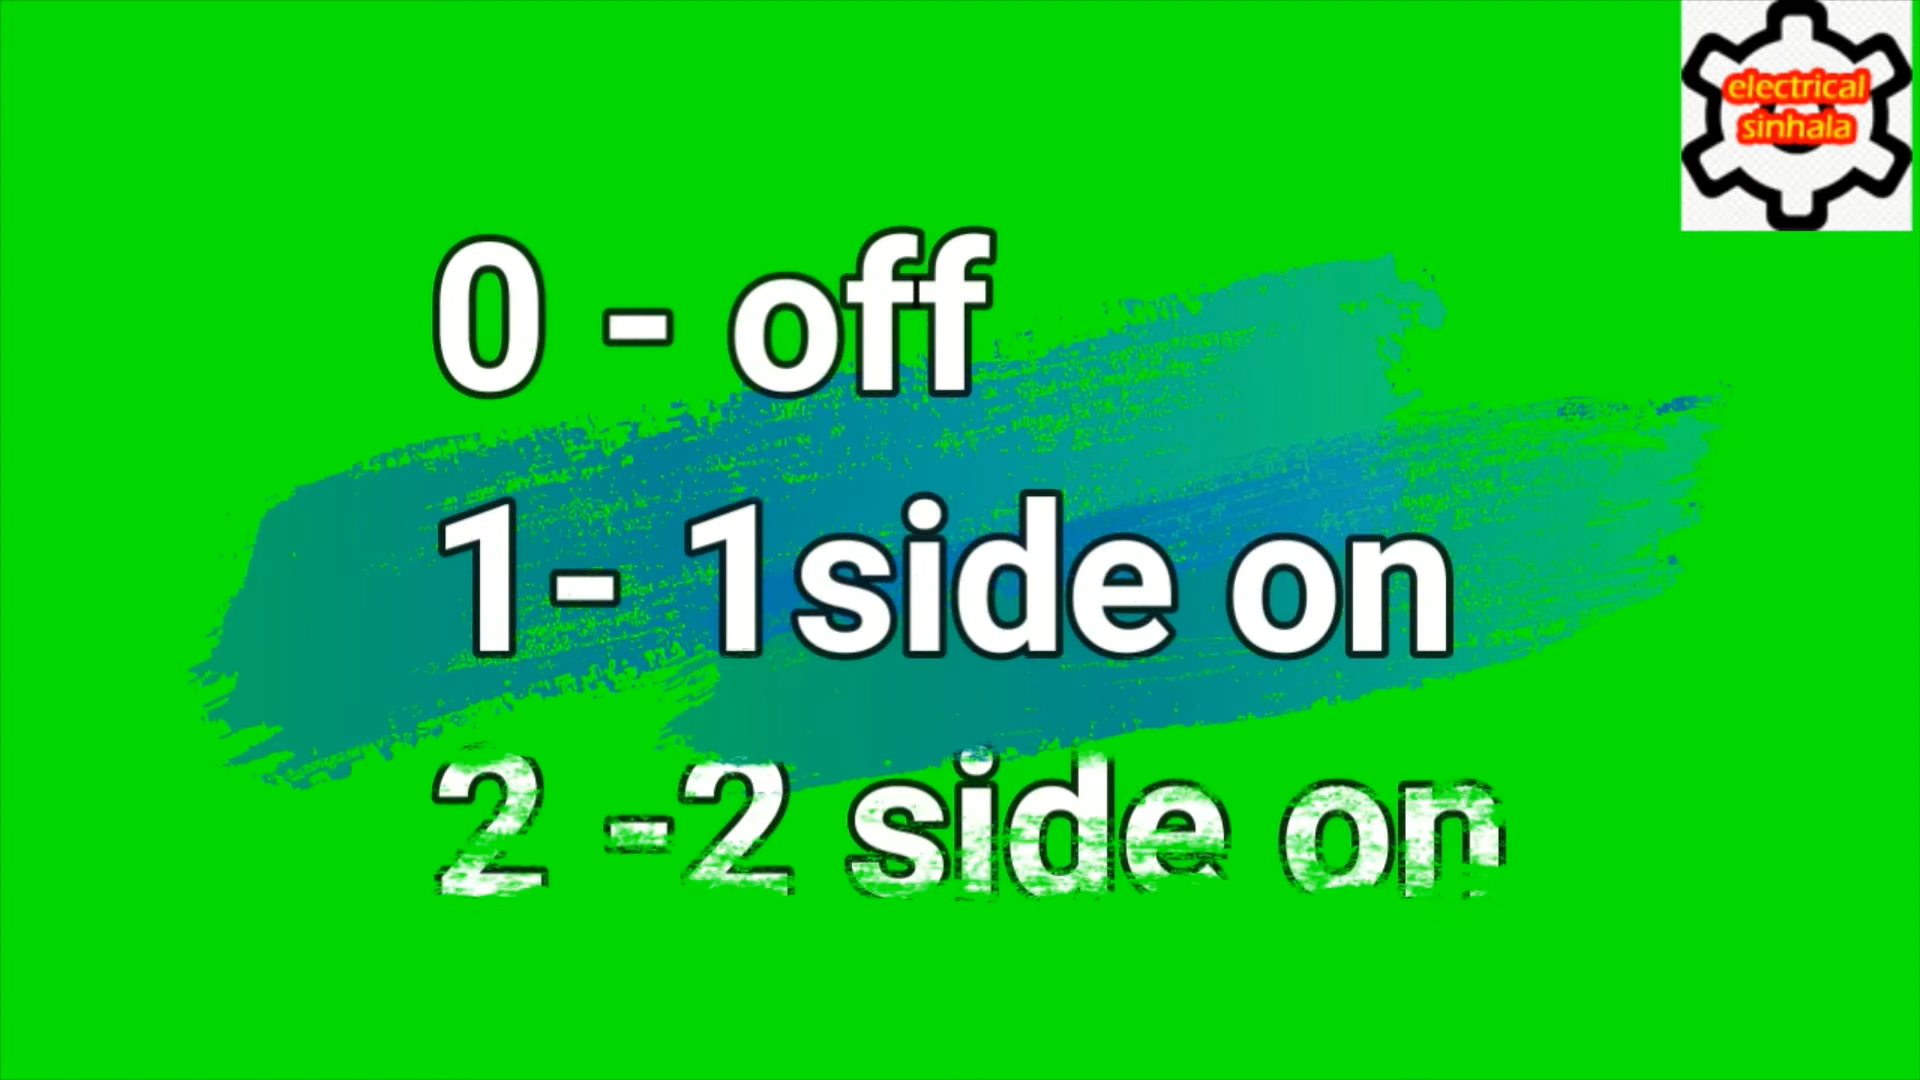 electrical
sinhala
0 - off
1- 1side on
2 -2 side on